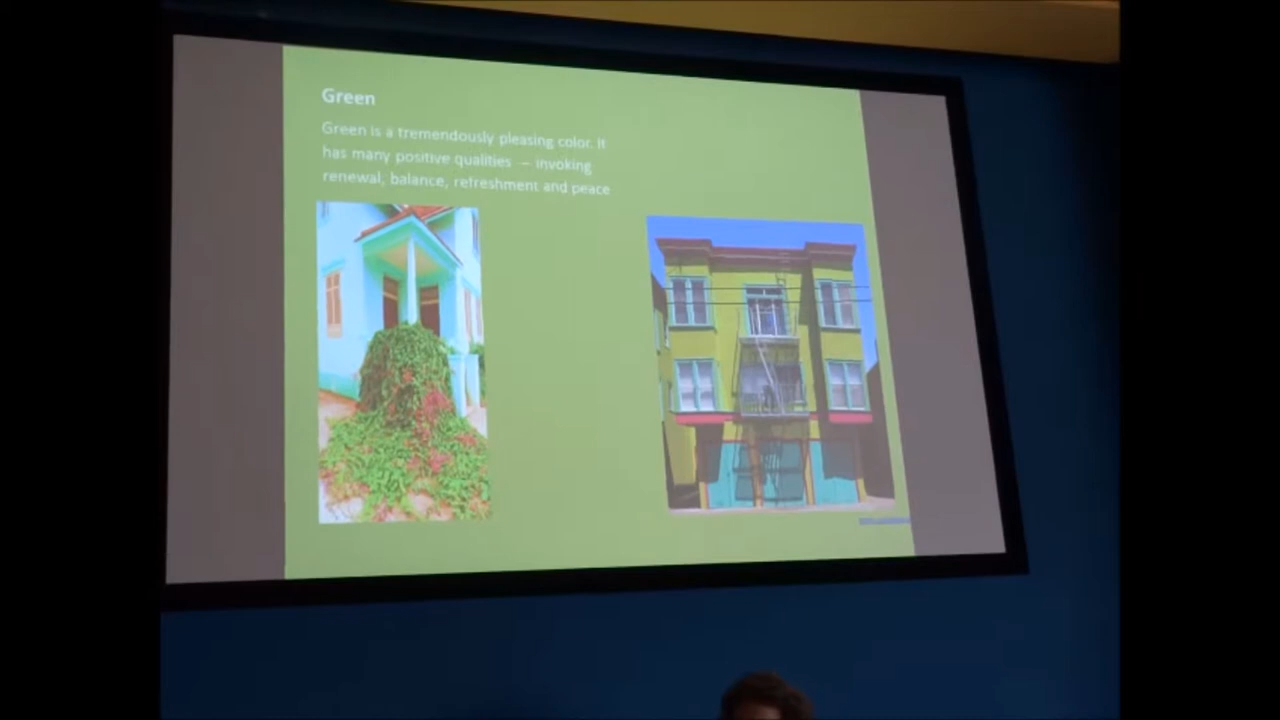 Green
Green is a tremendously pleasing color. It
has many positive qualities — invoking
renewal, balance, refreshment and peace